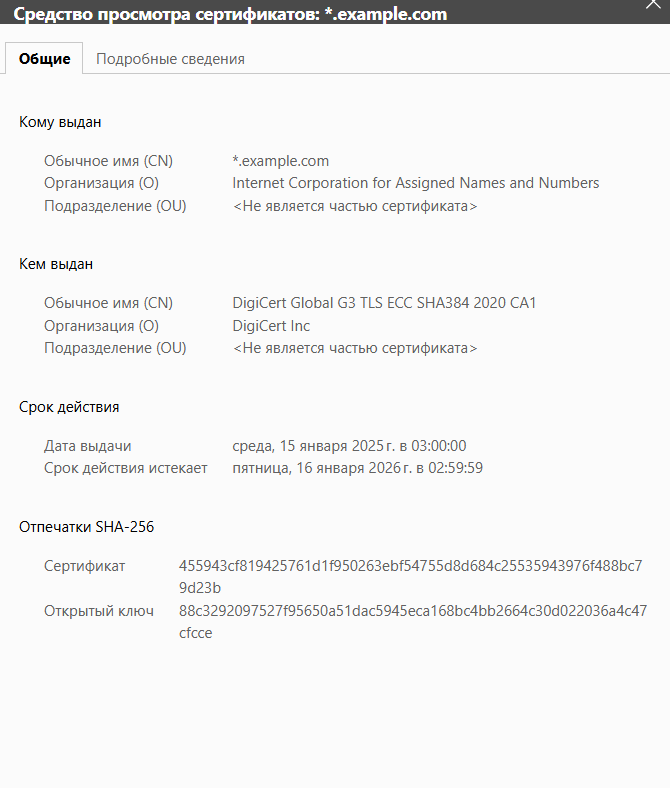 Средство просмотра сертификатов: *.example.com
Общие Подробные сведения
Кому выдан
Обычное имя (CN) *.example.com
Организация (O) Internet Corporation for Assigned Names and Numbers
Подразделение (OU) <Не является частью сертификата>
Кем выдан
Обычное имя (CN) DigiCert Global G3 TLS ECC SHA384 2020 CA1
Организация (O) DigiCert Inc
Подразделение (OU) <Не является частью сертификата>
Срок действия
Дата выдачи среда, 15 января 2025 г. в 03:00:00
Срок действия истекает пятница, 16 января 2026 г. в 02:59:59
Отпечатки SHA-256
Сертификат 455943cf819425761d1f950263ebf54755d8d684c25535943976f488bc7
9d23b
Открытый ключ 88c3292097527f95650a51dac5945eca168bc4bb2664c30d022036a4c47
cfcce